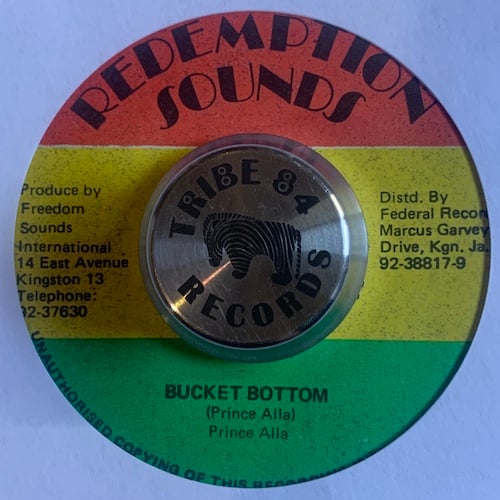 REDEMPTION
SOUNDS
Produce by
Freedom
Sounds
International
14 East Avenue
Kingston 13
Telephone:
92-37630
TRIBE 84
RECORDS
Distd. By
Federal Recor
Marcus Garvey
Drive, Kgn. Ja.
92-38817-9
BUCKET BOTTOM
(Prince Alla)
Prince Alla
UNAUTHORISED COPYING OF THIS RECORDING